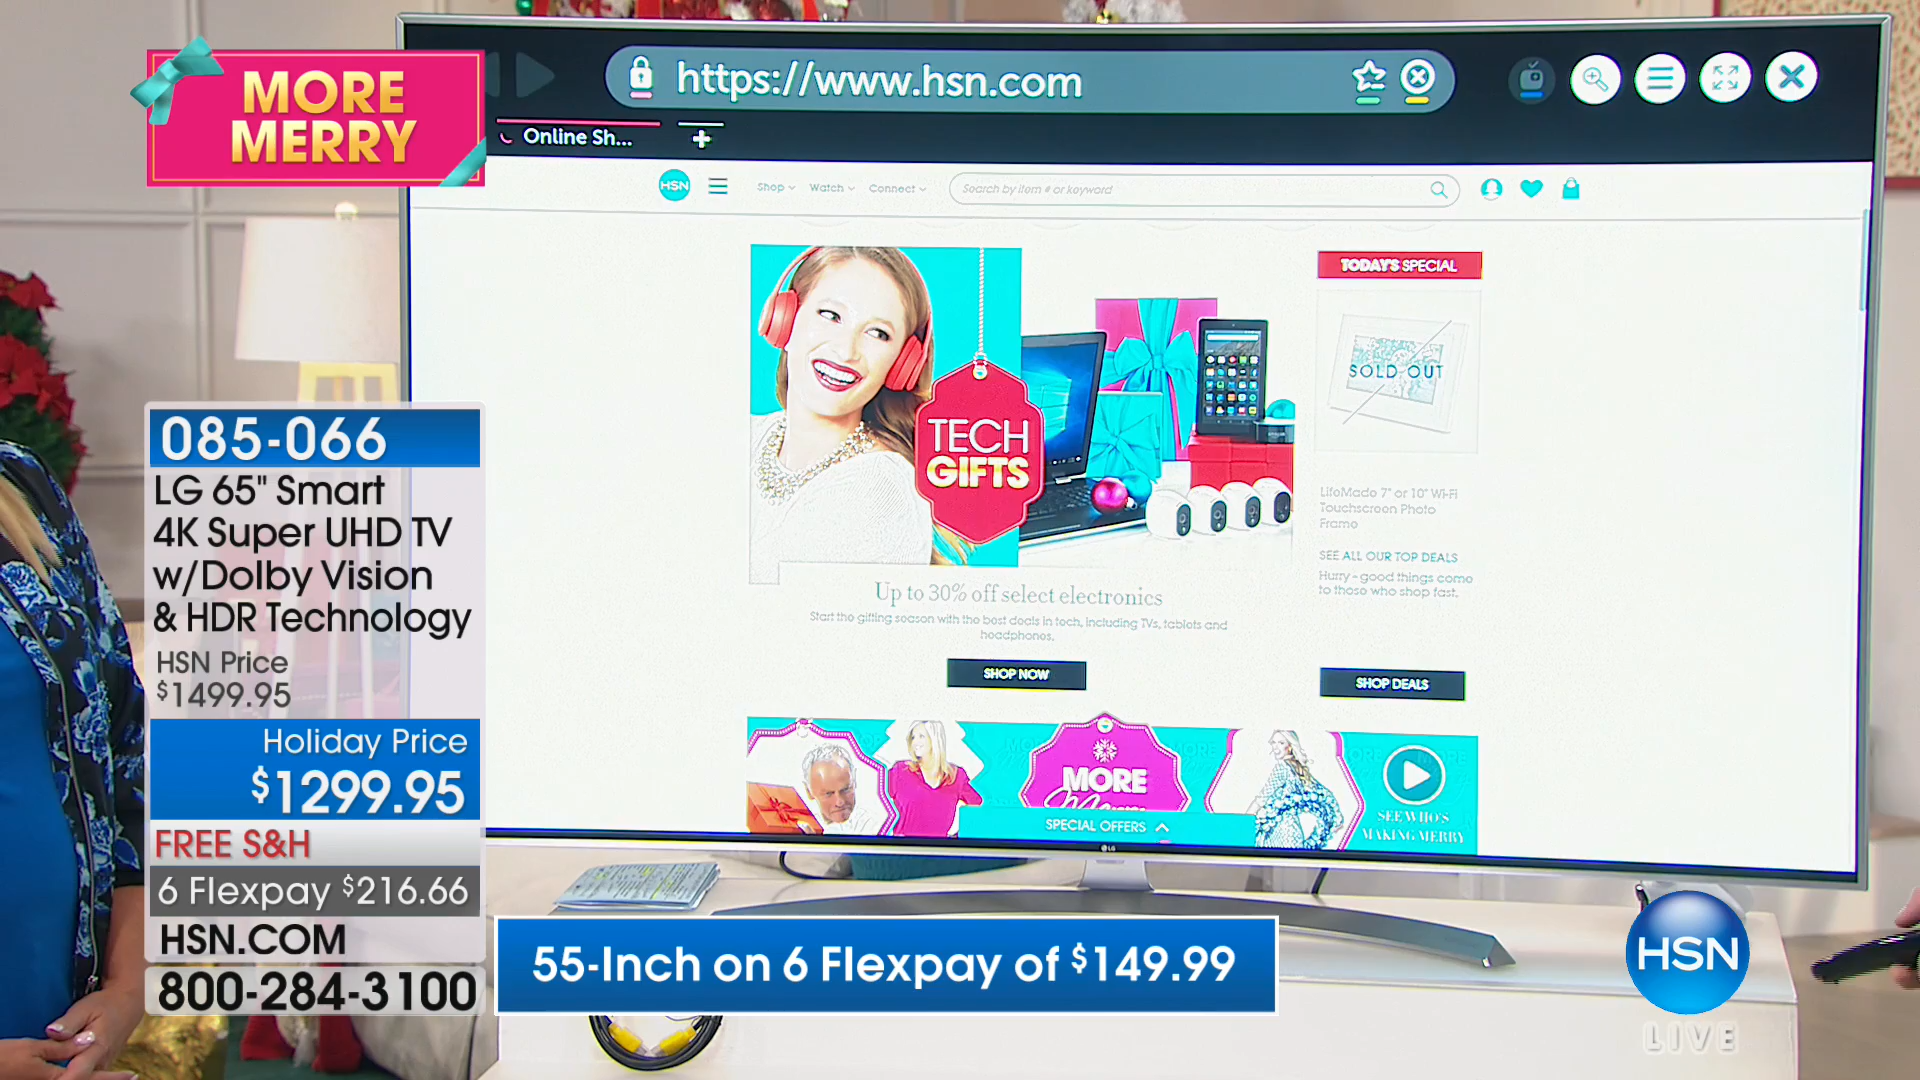 MORE
MERRY
https://www.hsn.com
Online Sh...
HSN
Shop
Watch
Connect
Search by item # or keyword
TODAY'S SPECIAL
SOLD OUT
TECH
GIFTS
LifoMade 7" or 10" Wi-Fi
Touchscreen Photo
Frame
SEE ALL OUR TOP DEALS
Hurry - good things come
to those who shop fast.
Up to 30% off select electronics
Start the gifting season with the best deals in tech, including TVs, tablets and
headphones.
SHOP NOW
SHOP DEALS
MORE
SPECIAL OFFERS
SEE WHO'S
MAKING MERRY
LG
085-066
LG 65" Smart
4K Super UHD TV
w/Dolby Vision
& HDR Technology
HSN Price
$1499.95
Holiday Price
$1299.95
FREE S&H
6 Flexpay $216.66
HSN.COM
800-284-3100
55-Inch on 6 Flexpay of $149.99
HSN
LIVE